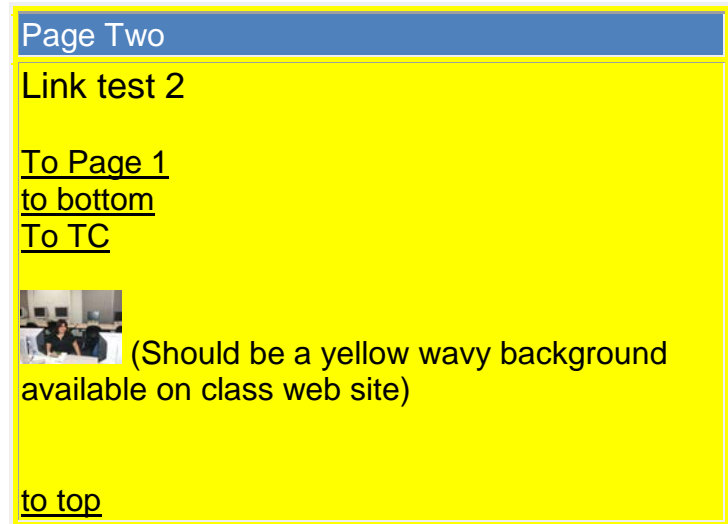 Page Two
Link test 2
To Page 1
to bottom
To TC
(Should be a yellow wavy background
available on class web site)
to top